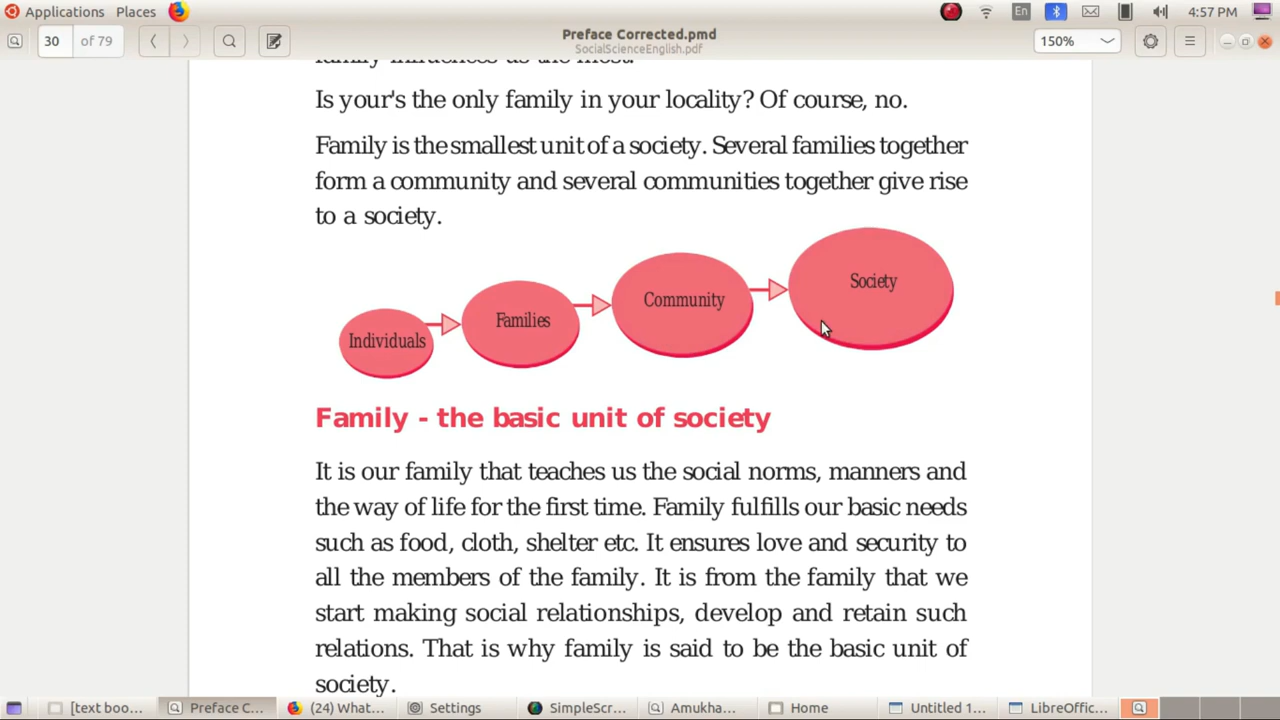 Applications Places En 4:57 PM
30 of 79 Preface Corrected.pmd 150%
SocialScienceEnglish.pdf
family influences us the most.
Is your's the only family in your locality? Of course, no.
Family is the smallest unit of a society. Several families together
form a community and several communities together give rise
to a society.
Individuals Families Community Society
Family - the basic unit of society
It is our family that teaches us the social norms, manners and
the way of life for the first time. Family fulfills our basic needs
such as food, cloth, shelter etc. It ensures love and security to
all the members of the family. It is from the family that we
start making social relationships, develop and retain such
relations. That is why family is said to be the basic unit of
society.
[text boo... Preface C... (24) What... Settings SimpleScr... Amukha... Home Untitled 1... LibreOffic...